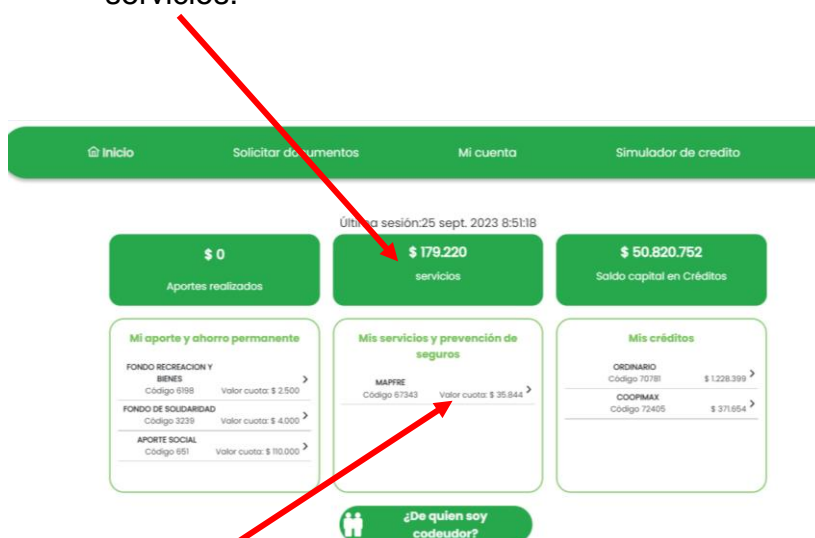 servicios.
Inicio Solicitar documentos Mi cuenta Simulador de credito
Última sesión:25 sept. 2023 8:51:18
$ 0
Aportes realizados
$ 179.220
servicios
$ 50.820.752
Saldo capital en Créditos
Mi aporte y ahorro permanente
FONDO RECREACION Y
BIENES
Código 6198 Valor cuota: $ 2.500
FONDO DE SOLIDARIDAD
Código 3239 Valor cuota: $ 4.000
APORTE SOCIAL
Código 651 Valor cuota: $ 110.000
Mis servicios y prevención de
seguros
MAPFRE
Código 67343 Valor cuota: $ 35.844
Mis créditos
ORDINARIO
Código 70781 $ 1.228.399
COOPIMAX
Código 72405 $ 371.654
¿De quien soy
codeudor?